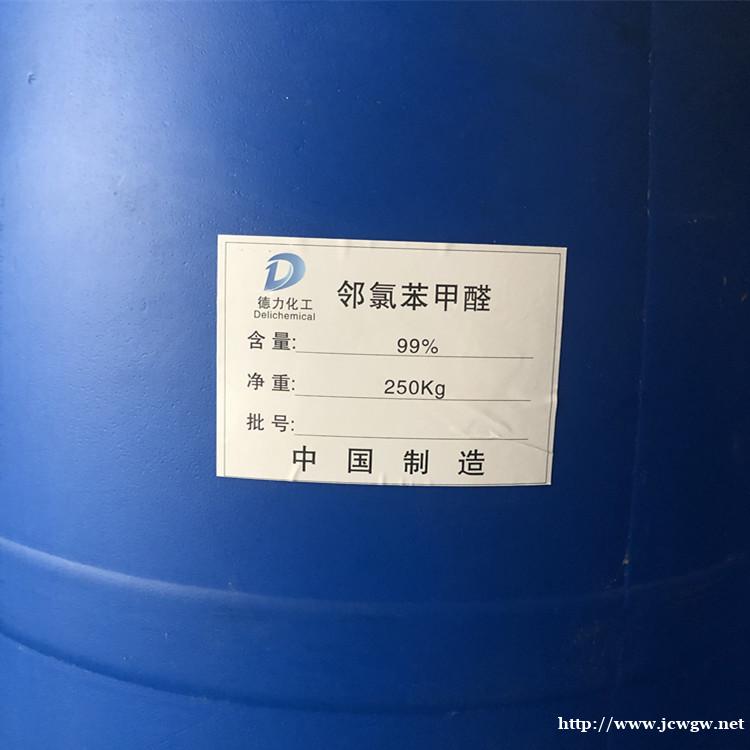 德力化工
Delichemical
邻氯苯甲醛
含量: 99%
净重: 250Kg
批号:
中国制造
http://www.jcwgw.net